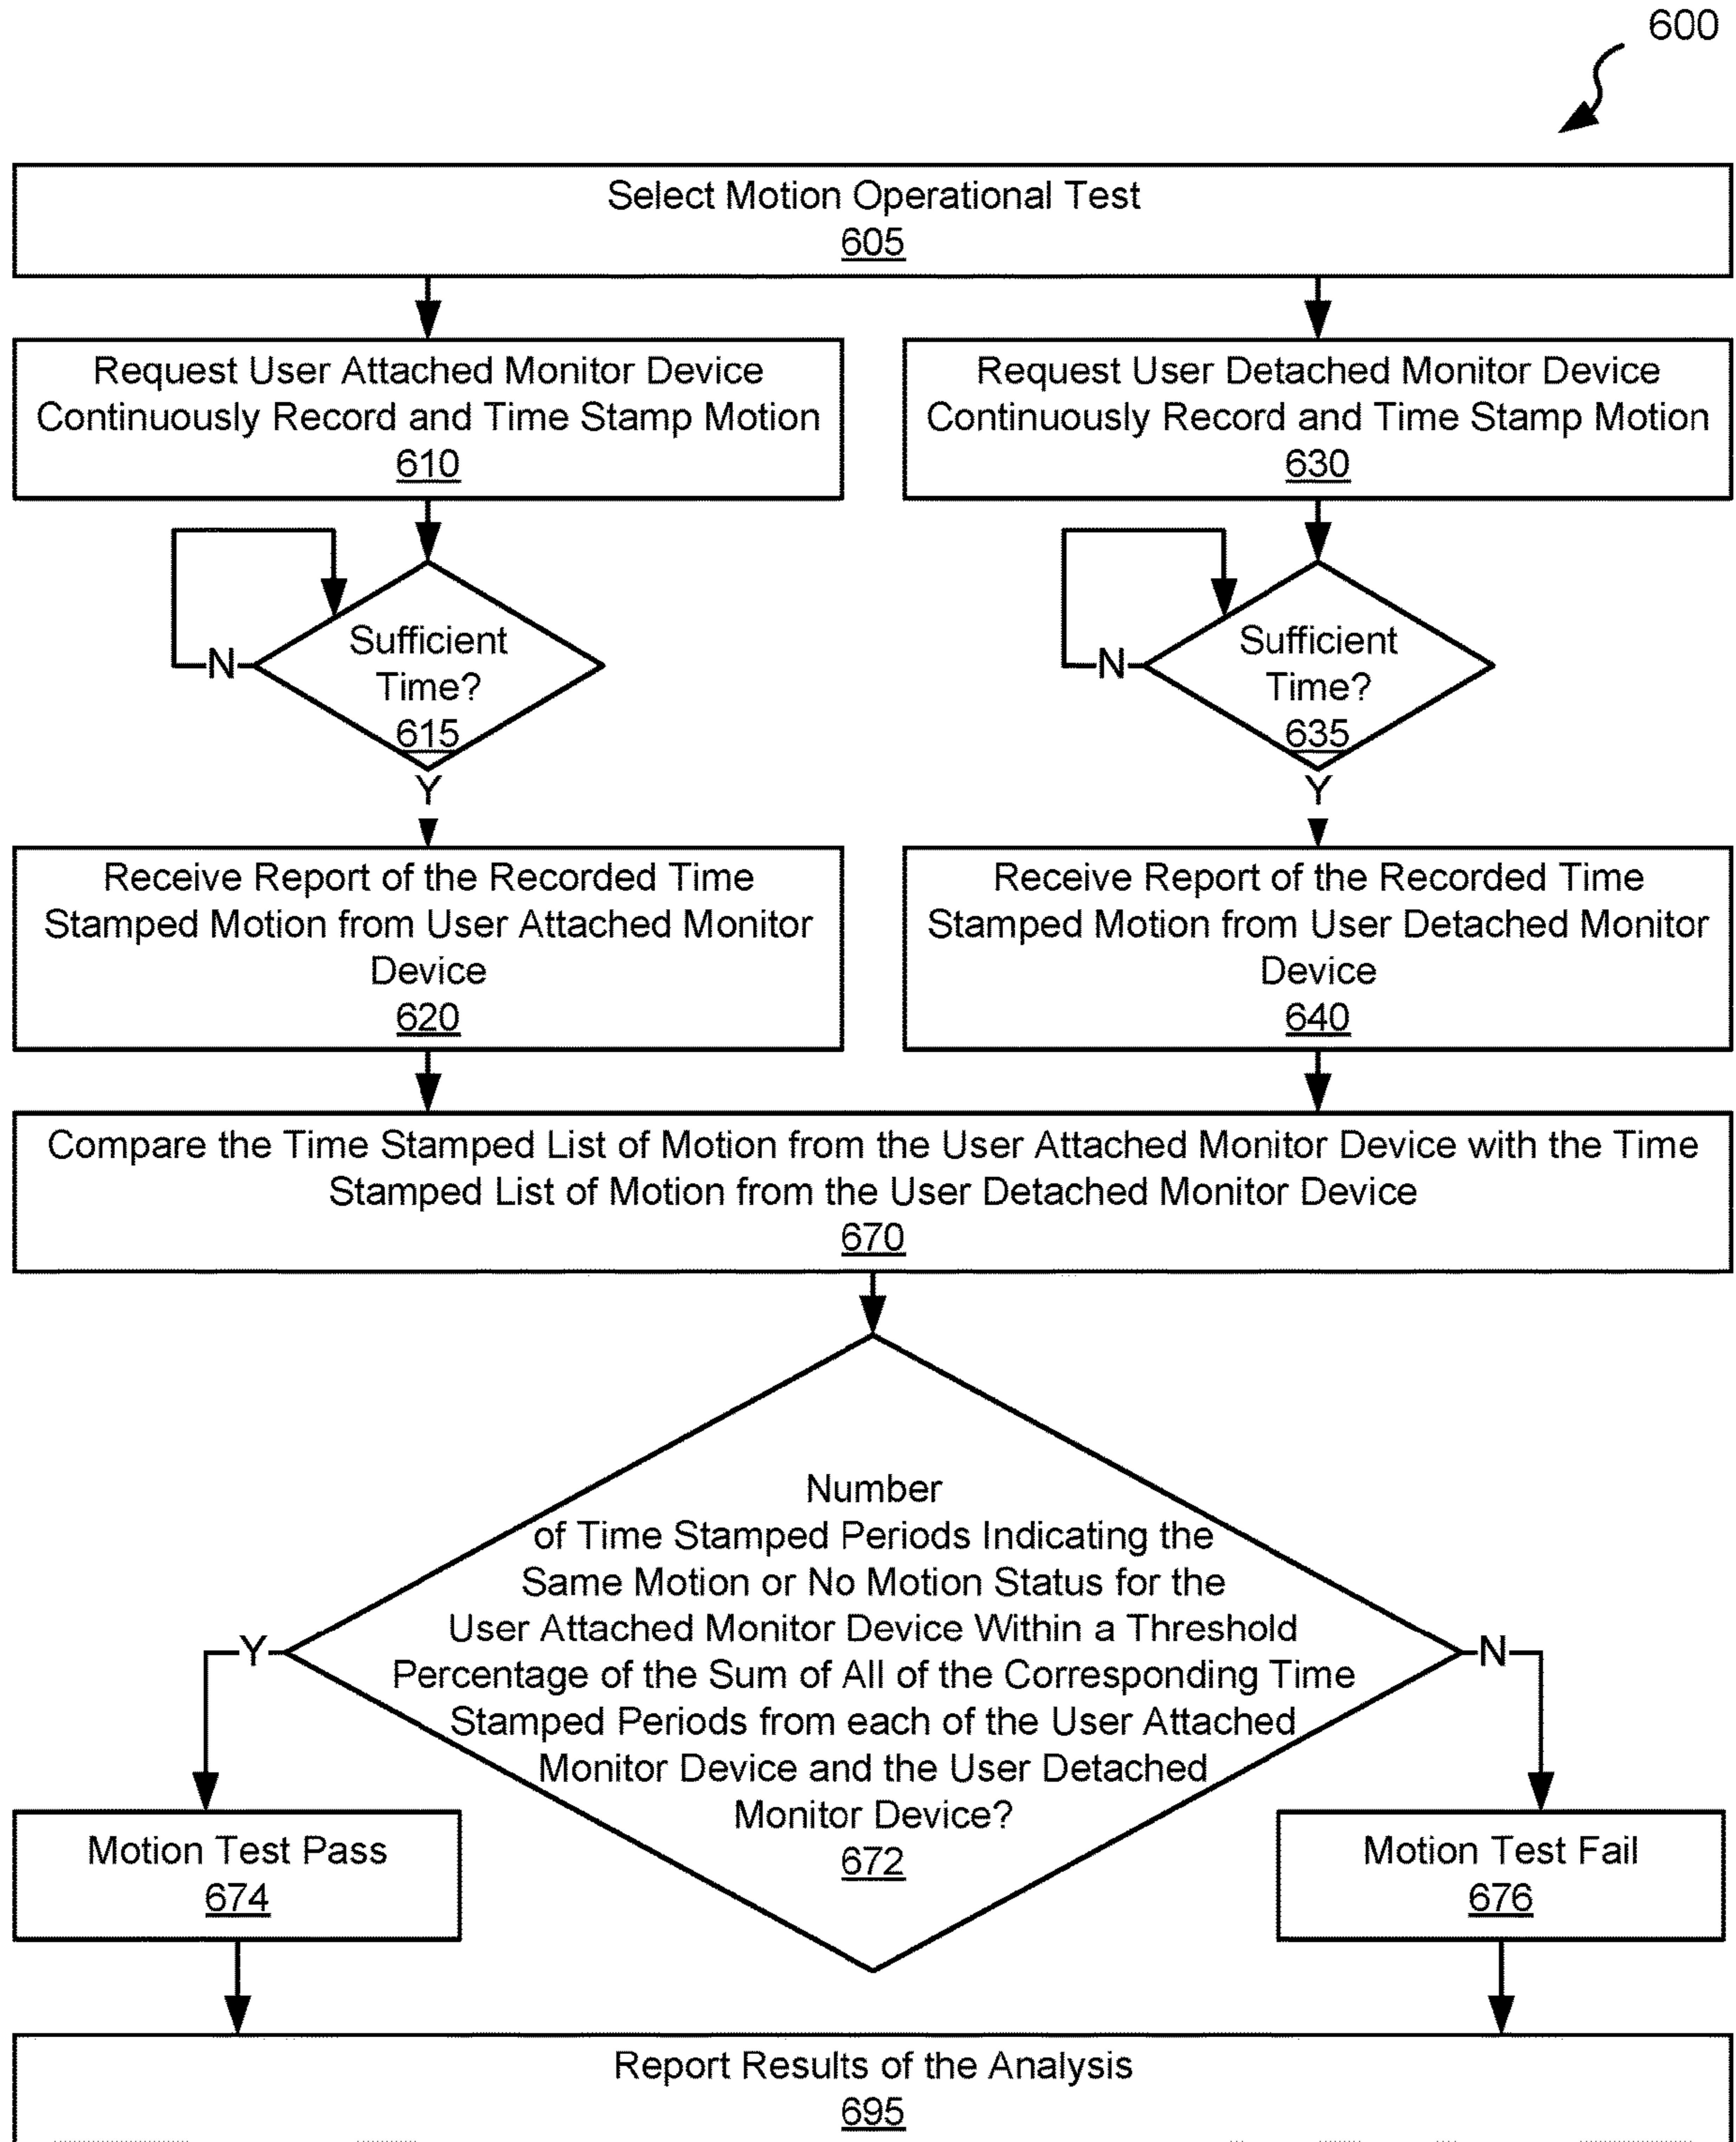 600
Select Motion Operational Test
605
Request User Attached Monitor Device
Continuously Record and Time Stamp Motion
610
Request User Detached Monitor Device
Continuously Record and Time Stamp Motion
630
Sufficient
Time?
615
N
Y
Sufficient
Time?
635
N
Y
Receive Report of the Recorded Time
Stamped Motion from User Attached Monitor
Device
620
Receive Report of the Recorded Time
Stamped Motion from User Detached Monitor
Device
640
Compare the Time Stamped List of Motion from the User Attached Monitor Device with the Time
Stamped List of Motion from the User Detached Monitor Device
670
Number
of Time Stamped Periods Indicating the
Same Motion or No Motion Status for the
User Attached Monitor Device Within a Threshold
Percentage of the Sum of All of the Corresponding Time
Stamped Periods from each of the User Attached
Monitor Device and the User Detached
Monitor Device?
672
Y
N
Motion Test Pass
674
Motion Test Fail
676
Report Results of the Analysis
695